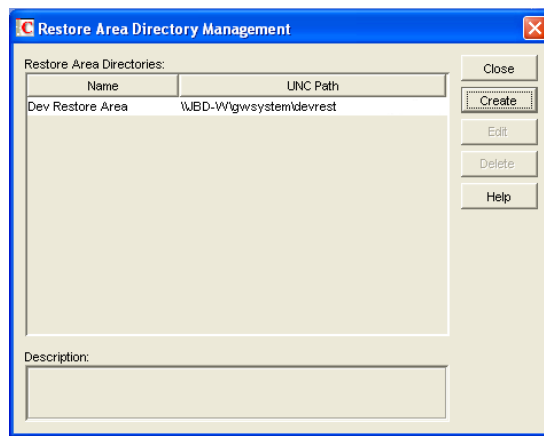 C Restore Area Directory Management
Restore Area Directories:
Name UNC Path
Dev Restore Area \\JBD-W\gwsystem\devrest
Close
Create
Edit
Delete
Help
Description: